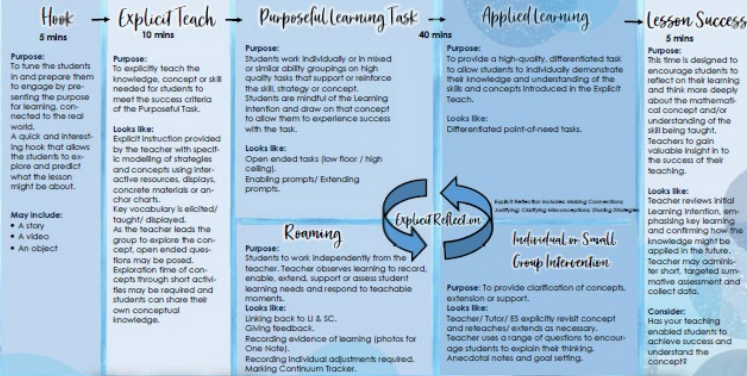 Hook
5 mins
Purpose:
To tune the students
in and prepare them
to engage by pre-
senting the purpose
for learning, con-
nected to the real
world.
A quick and interest-
ing hook that allows
the students to ex-
plore and predict
what the lesson
might be about.
May include:
• A story
• A video
• An object
Explicit Teach
10 mins
Purpose:
To explicitly teach the
knowledge, concept or skill
needed for students to
meet the success criteria
of the Purposeful Task.
Looks like:
Explicit instruction provided
by the teacher with specif-
ic modelling of strategies
and concepts using inter-
active resources, displays,
concrete materials or an-
chor charts.
Key vocabulary is elicited/
taught/ displayed.
As the teacher leads the
group to explore the con-
cept, open ended ques-
tions may be posed.
Exploration time of con-
cepts through short activi-
ties may be required and
students can share their
own conceptual
knowledge.
Purposeful Learning Task
40 mins
Purpose:
Students work individually or in mixed
or similar ability groupings on high
quality tasks that support or reinforce
the skill, strategy or concept.
Students are mindful of the Learning
Intention and draw on that concept
to allow them to experience success
with the task.
Looks like:
Open ended tasks (low floor / high
ceiling).
Enabling prompts/ Extending
prompts.
Applied Learning
Purpose:
To provide a high-quality, differentiated task
to allow students to individually demonstrate
their knowledge and understanding of the
skills and concepts introduced in the Explicit
Teach.
Looks like:
Differentiated point-of-need tasks.
Explicit Reflection Includes: Making Connections;
Justifying; Clarifying Misconceptions; Sharing Strategies
Explicit Reflection
Roaming
Purpose:
Students to work independently from the
teacher. Teacher observes learning to record,
enable, extend, support or assess student
learning needs and respond to teachable
moments.
Looks like:
Linking back to LI & SC.
Giving feedback.
Recording evidence of learning (photos for
One Note).
Recording individual adjustments required.
Marking Continuum Tracker.
Individual or Small
Group Intervention
Purpose: To provide clarification of concepts,
extension or support.
Looks like:
Teacher/ Tutor/ ES explicitly revisit concept
and reteaches/ extends as necessary.
Teacher uses a range of questions to encour-
age students to explain their thinking.
Anecdotal notes and goal setting.
Lesson Success
5 mins
Purpose:
This time is designed to
encourage students to
reflect on their learning
and think more deeply
about the mathemati-
cal concept and/or
understanding of the
skill being taught.
Teachers to gain
valuable insight in to
the success of their
teaching.
Looks like:
Teacher reviews initial
Learning Intention, em-
phasising key learning
and confirming how the
knowledge might be
applied in the future.
Teacher may adminis-
ter short, targeted sum-
mative assessment and
collect data.
Consider:
Has your teaching
enabled students to
achieve success and
understand the
concept?